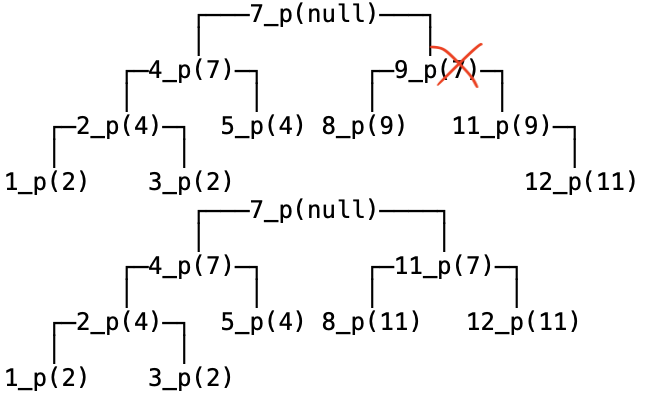 7_p(null)
4_p(7) 9_p(7)
2_p(4) 5_p(4) 8_p(9) 11_p(9)
1_p(2) 3_p(2) 12_p(11)
7_p(null)
4_p(7) 11_p(7)
2_p(4) 5_p(4) 8_p(11) 12_p(11)
1_p(2) 3_p(2)